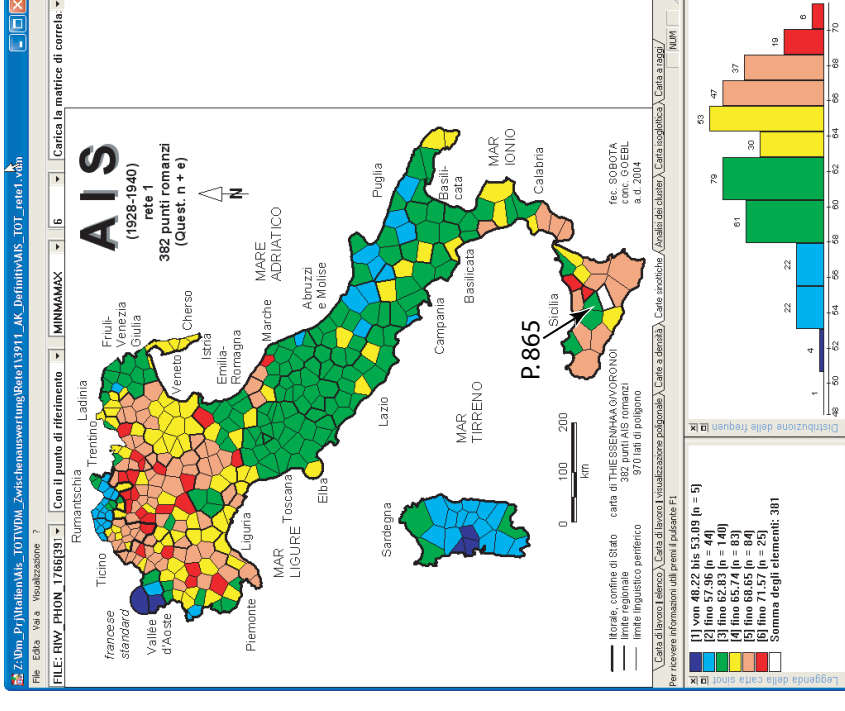 Z:\Dm_Prj\Italien\Ais_TOT\VDM_Zwischenauswertung\Rete1\3911_AK_Definitiv\AIS_TOT_rete1.vdm
File Edita Vai a Visualizzazione ?
FILE: RIW_PHON_1766(391 Con il punto di riferimento MINMAMAX 6 Carica la matrice di correla:
AIS
(1928-1940)
rete 1
382 punti romanzi
(Quest. n + e)
N
francese
standard
Vallée
d'Aoste
Piemonte
Ticino
Rumantschia
Trentino
Ladinia
Friuli-
Venezia
Giulia
Veneto
Cherso
Istria
Emilia-
Romagna
Liguria
MAR
LIGURE
Toscana
Elba
Marche
MARE
ADRIATICO
Abruzzi
e Molise
Lazio
Campania
Puglia
Basili-
cata
Basilicata
MAR
TIRRENO
MAR
IONIO
Calabria
Sardegna
Sicilia
P.865
0 100 200
km
litorale, confine di Stato
limite regionale
limite linguistico periferico
carta di THIESSEN/HAAG/VORONOI
382 punti AIS romanzi
970 lati di poligono
fec. SOBOTA
conc. GOEBL
a.d. 2004
Carta di lavoro | elenco Carta di lavoro | visualizzazione poligonale Carte a densità Carte sinottiche Analisi dei cluster Carta isoglottica Carta a raggi
Per ricevere informazioni utili premi il pulsante F1
NUM
Leggenda della carta sinot
[1] von 48.22 bis 53.09 (n = 5)
[2] fino 57.96 (n = 44)
[3] fino 62.83 (n = 140)
[4] fino 65.74 (n = 83)
[5] fino 68.65 (n = 84)
[6] fino 71.57 (n = 25)
Somma degli elementi: 381
Distribuzione delle frequen
1 4 22 22 61 79 30 53 47 37 19 6
48 50 52 54 56 58 60 62 64 66 68 70